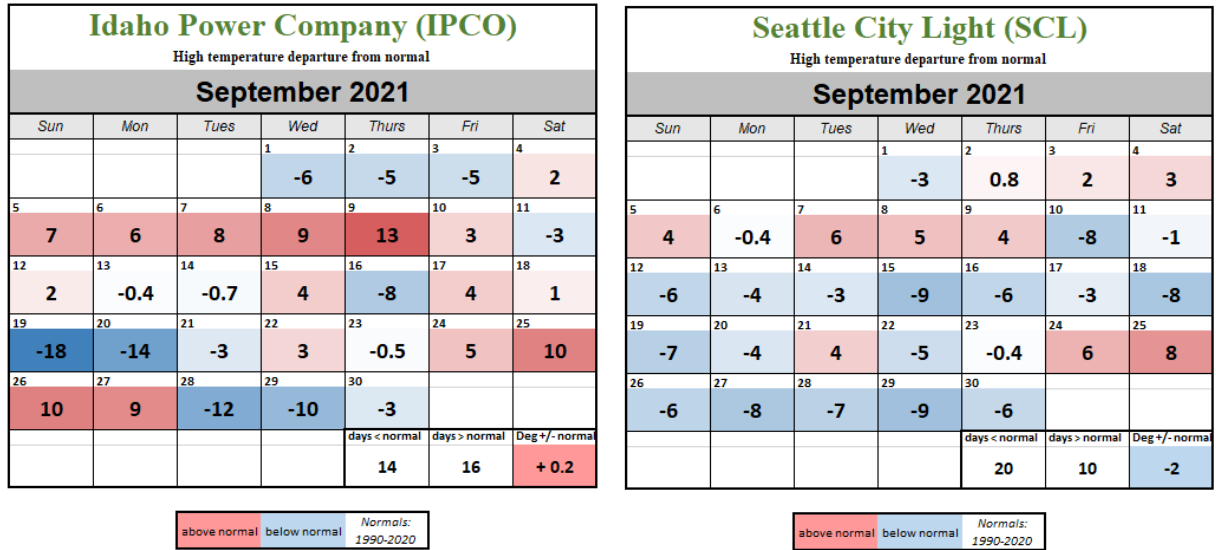 Idaho Power Company (IPCO)
High temperature departure from normal
September 2021
Sun Mon Tues Wed Thurs Fri Sat
1 2 3 4
-6 -5 -5 2
5 6 7 8 9 10 11
7 6 8 9 13 3 -3
12 13 14 15 16 17 18
2 -0.4 -0.7 4 -8 4 1
19 20 21 22 23 24 25
-18 -14 -3 3 -0.5 5 10
26 27 28 29 30
10 9 -12 -10 -3
days < normal days > normal Deg +/- normal
14 16 + 0.2
above normal below normal Normals:
1990-2020
Seattle City Light (SCL)
High temperature departure from normal
September 2021
Sun Mon Tues Wed Thurs Fri Sat
1 2 3 4
-3 0.8 2 3
5 6 7 8 9 10 11
4 -0.4 6 5 4 -8 -1
12 13 14 15 16 17 18
-6 -4 -3 -9 -6 -3 -8
19 20 21 22 23 24 25
-7 -4 4 -5 -0.4 6 8
26 27 28 29 30
-6 -8 -7 -9 -6
days < normal days > normal Deg +/- normal
20 10 -2
above normal below normal Normals:
1990-2020